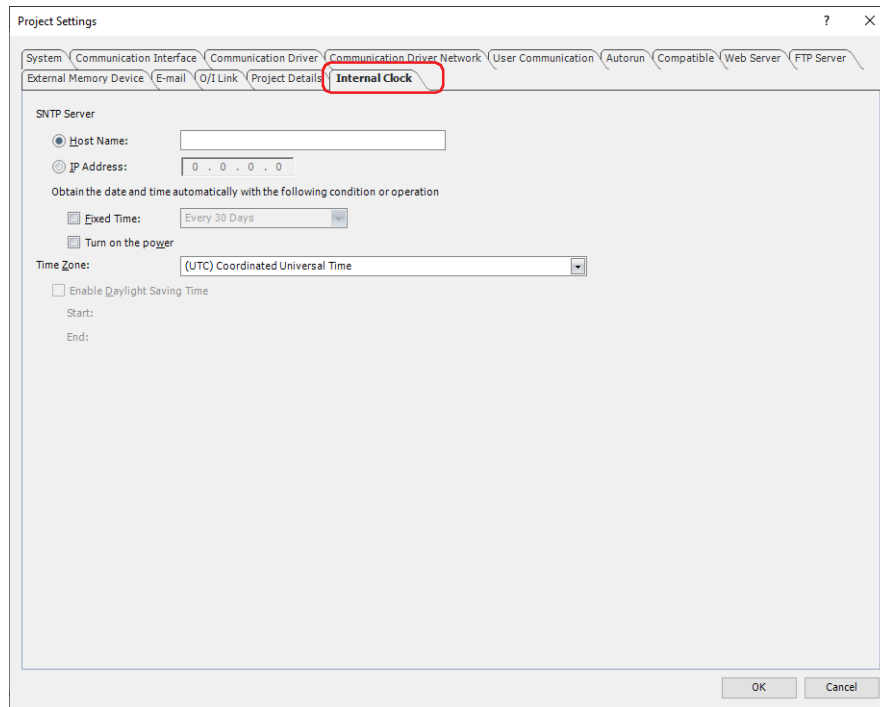 Project Settings ?
System Communication Interface Communication Driver Communication Driver Network User Communication Autorun Compatible Web Server FTP Server
External Memory Device E-mail O/I Link Project Details Internal Clock
SNTP Server
Host Name:
IP Address: 0 . 0 . 0 . 0
Obtain the date and time automatically with the following condition or operation
Fixed Time: Every 30 Days
Turn on the power
Time Zone: (UTC) Coordinated Universal Time
Enable Daylight Saving Time
Start:
End:
OK Cancel